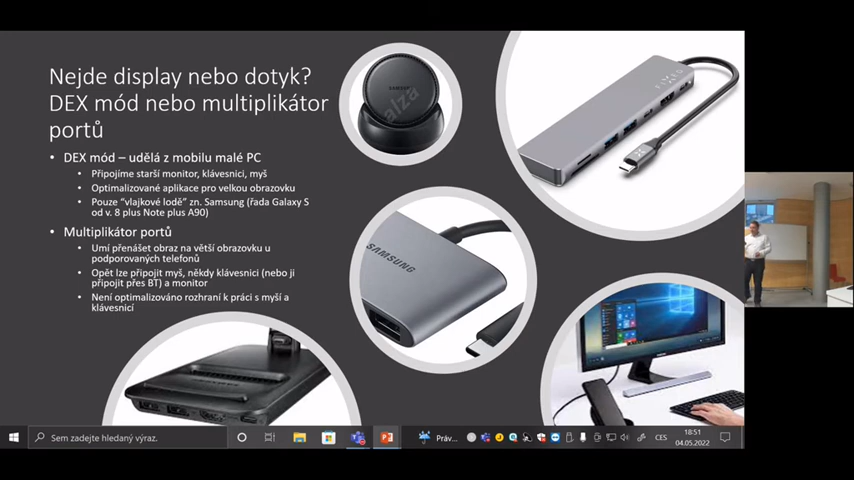 Nejde display nebo dotyk?
DEX mód nebo multiplikátor
portů
• DEX mód – udělá z mobilu malé PC
• Připojíme starší monitor, klávesnici, myš
• Optimalizované aplikace pro velkou obrazovku
• Pouze “vlajkové lodě” zn. Samsung (řada Galaxy S
od v. 8 plus Note plus A90)
• Multiplikátor portů
• Umí přenášet obraz na větší obrazovku u
podporovaných telefonů
• Opět lze připojit myš, někdy klávesnici (nebo ji
připojit přes BT) a monitor
• Není optimalizováno rozhraní k práci s myší a
klávesnicí
SAMSUNG
alza
FIXED
SAMSUNG
Sem zadejte hledaný výraz.
Práv...
CES
18:51
04.05.2022